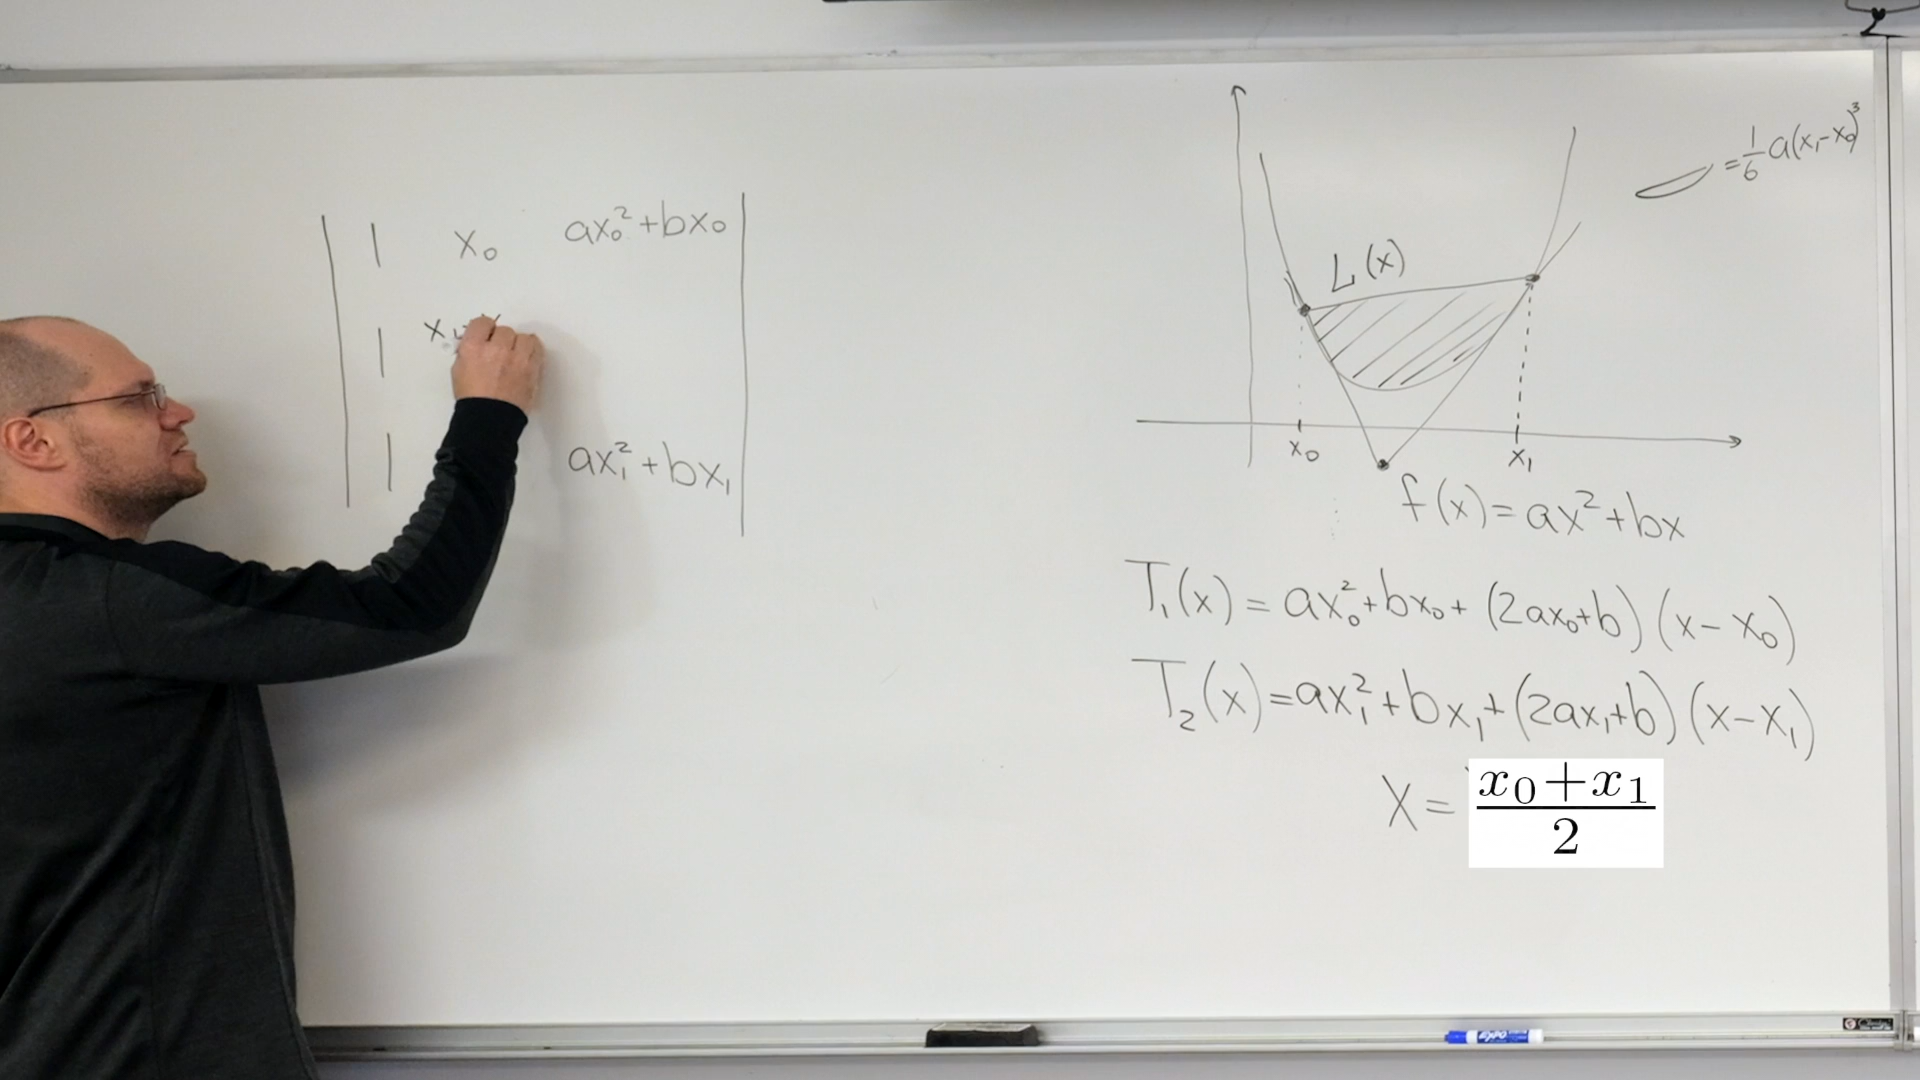 | 1 x₀ ax₀²+bx₀ |
| 1 |
| 1 ax₁²+bx₁ |
= 1/6 a(x₁-x₀)³
L(x)
x₀ x₁
f(x)=ax²+bx
T₁(x) = ax₀²+bx₀+ (2ax₀+b) (x-x₀)
T₂(x)=ax₁²+bx₁+(2ax₁+b) (x-x₁)
X = (x₀+x₁)/2